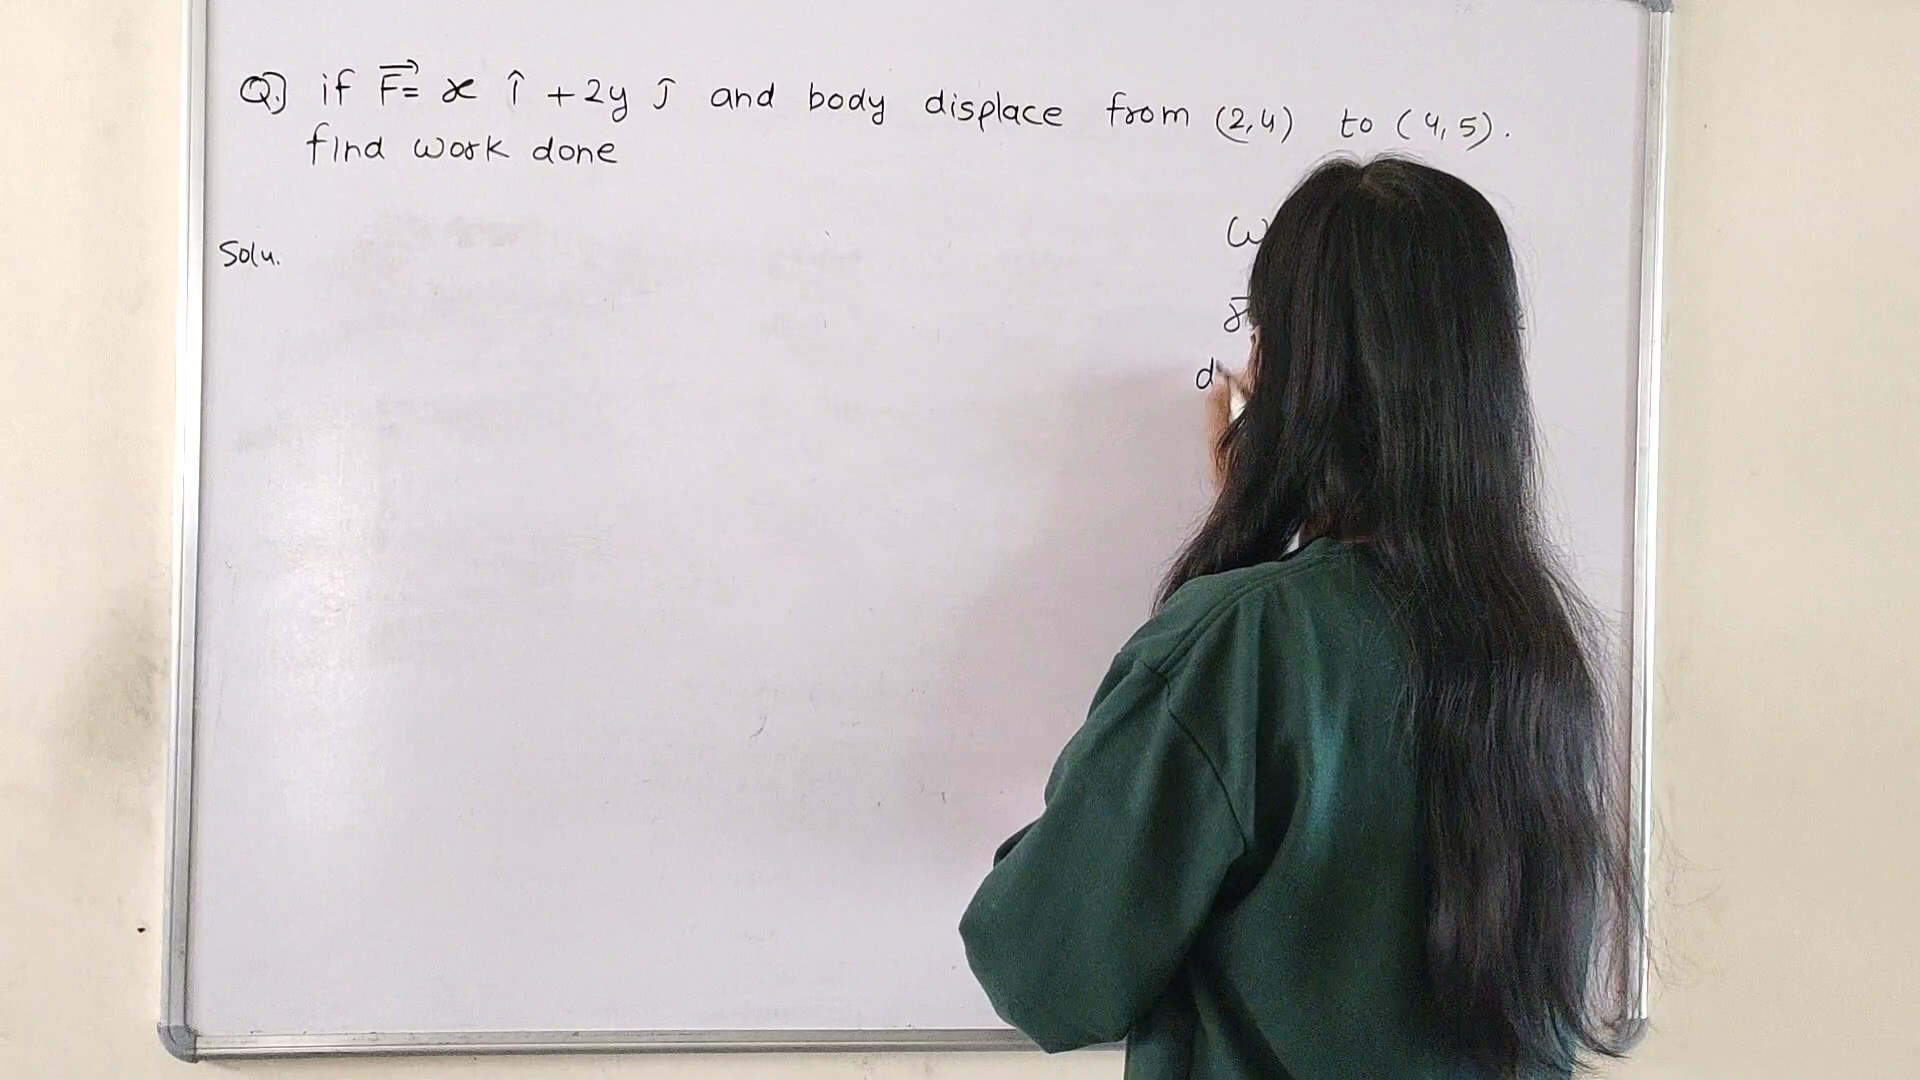 Q.) if F⃗ = x î + 2y ĵ and body displace from (2,4) to (4,5).
find work done
Solu.
W
r
d